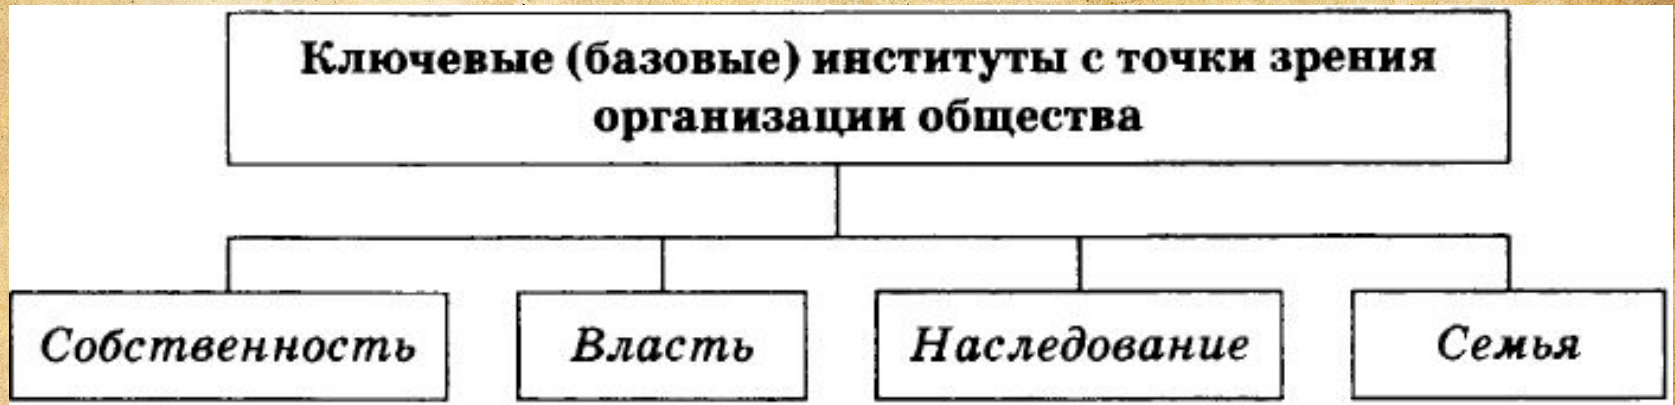 Ключевые (базовые) институты с точки зрения
организации общества
Собственность
Власть
Наследование
Семья